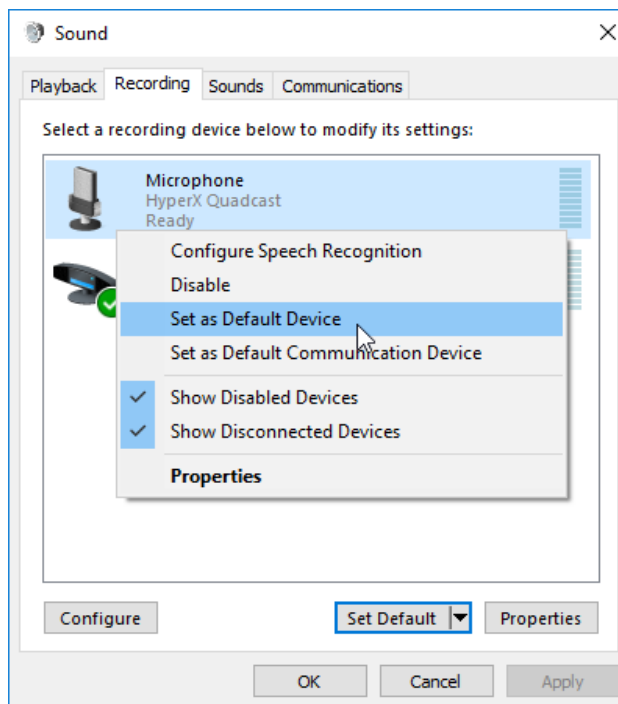 Sound
Playback Recording Sounds Communications
Select a recording device below to modify its settings:
Microphone
HyperX Quadcast
Ready
Configure Speech Recognition
Disable
Set as Default Device
Set as Default Communication Device
Show Disabled Devices
Show Disconnected Devices
Properties
Configure Set Default Properties
OK Cancel Apply